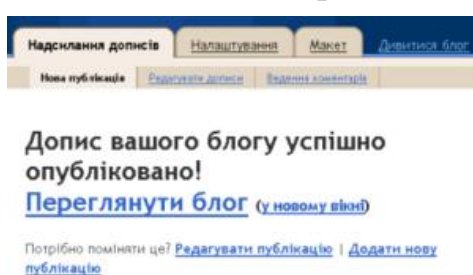 Надсилання дописів Налаштування Макет Дивитися блог
Нова публікація Редагувати дописи Ведення коментарів
Допис вашого блогу успішно
опубліковано!
Переглянути блог (у новому вікні)
Потрібно поміняти це? Редагувати публікацію | Додати нову
публікацію